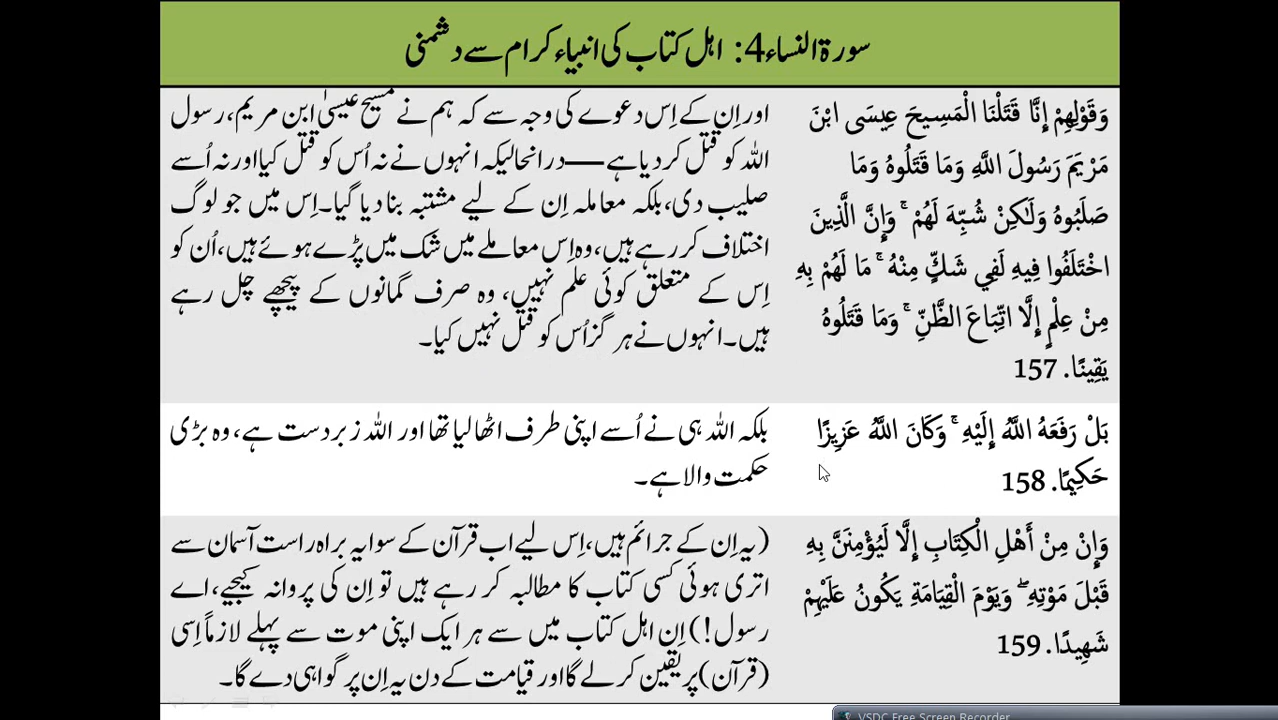 سورۃ النساء 4: اہل کتاب کی انبیاء کرام سے دشمنی
وَقَوْلِهِمْ إِنَّا قَتَلْنَا الْمَسِيحَ عِيسَى ابْنَ
مَرْيَمَ رَسُولَ اللَّهِ وَمَا قَتَلُوهُ وَمَا
صَلَبُوهُ وَلَٰكِنْ شُبِّهَ لَهُمْ ۚ وَإِنَّ الَّذِينَ
اخْتَلَفُوا فِيهِ لَفِي شَكٍّ مِنْهُ ۚ مَا لَهُمْ بِهِ
مِنْ عِلْمٍ إِلَّا اتِّبَاعَ الظَّنِّ ۚ وَمَا قَتَلُوهُ
يَقِينًا. 157
اور اِن کے اِس دعوے کی وجہ سے کہ ہم نے مسیح عیسیٰ ابن مریم، رسول
اللہ کو قتل کر دیا ہے ــــــ درانحالیکہ انہوں نے نہ اُس کو قتل کیا اور نہ اُسے
صلیب دی، بلکہ معاملہ اِن کے لیے مشتبہ بنا دیا گیا۔ اِس میں جو لوگ
اختلاف کر رہے ہیں، وہ اِس معاملے میں شک میں پڑے ہوئے ہیں، اُن کو
اِس کے متعلق کوئی علم نہیں، وہ صرف گمانوں کے پیچھے چل رہے
ہیں۔ انہوں نے ہر گز اُس کو قتل نہیں کیا۔
بَلْ رَفَعَهُ اللَّهُ إِلَيْهِ ۚ وَكَانَ اللَّهُ عَزِيزًا
حَكِيمًا. 158
بلکہ اللہ ہی نے اُسے اپنی طرف اٹھا لیا تھا اور اللہ زبردست ہے، وہ بڑی
حکمت والا ہے۔
وَإِنْ مِنْ أَهْلِ الْكِتَابِ إِلَّا لَيُؤْمِنَنَّ بِهِ
قَبْلَ مَوْتِهِ ۖ وَيَوْمَ الْقِيَامَةِ يَكُونُ عَلَيْهِمْ
شَهِيدًا. 159
(یہ اِن کے جرائم ہیں، اِس لیے اب قرآن کے سوا یہ براہ راست آسمان سے
اتری ہوئی کسی کتاب کا مطالبہ کر رہے ہیں تو اِن کی پروا نہ کیجیے، اے
رسول!) اِن اہل کتاب میں سے ہر ایک اپنی موت سے پہلے لازماً اِسی
(قرآن) پر یقین کر لے گا اور قیامت کے دن یہ اِن پر گواہی دے گا۔
VSDC Free Screen Recorder